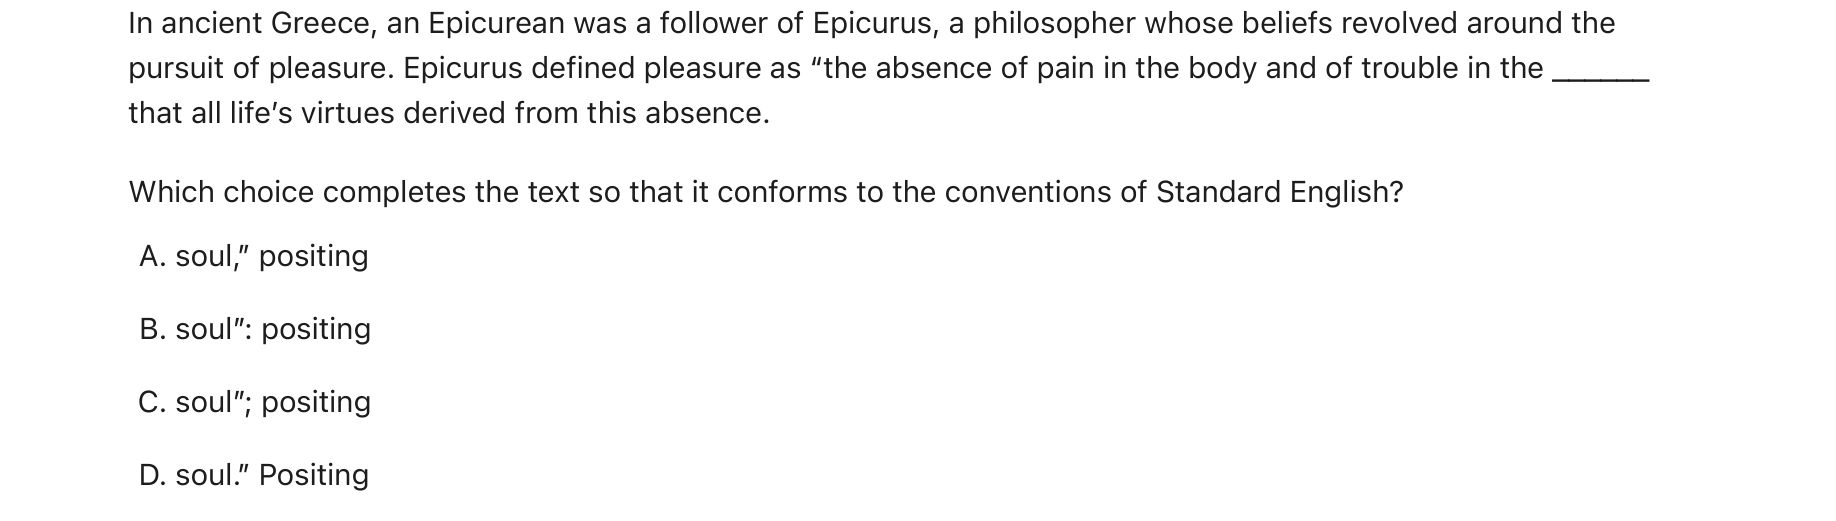 In ancient Greece, an Epicurean was a follower of Epicurus, a philosopher whose beliefs revolved around the
pursuit of pleasure. Epicurus defined pleasure as “the absence of pain in the body and of trouble in the ______
that all life’s virtues derived from this absence.
Which choice completes the text so that it conforms to the conventions of Standard English?
A. soul,” positing
B. soul”: positing
C. soul”; positing
D. soul.” Positing